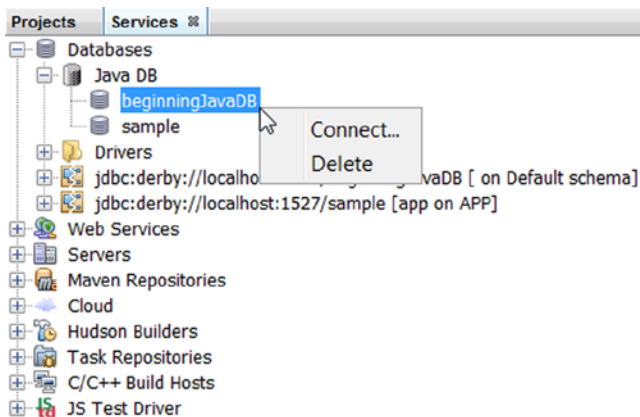 Projects Services
Databases
Java DB
beginningJavaDB
sample
Connect...
Delete
Drivers
jdbc:derby://localho vaDB [ on Default schema]
jdbc:derby://localhost:1527/sample [app on APP]
Web Services
Servers
Maven Repositories
Cloud
Hudson Builders
Task Repositories
C/C++ Build Hosts
JS Test Driver